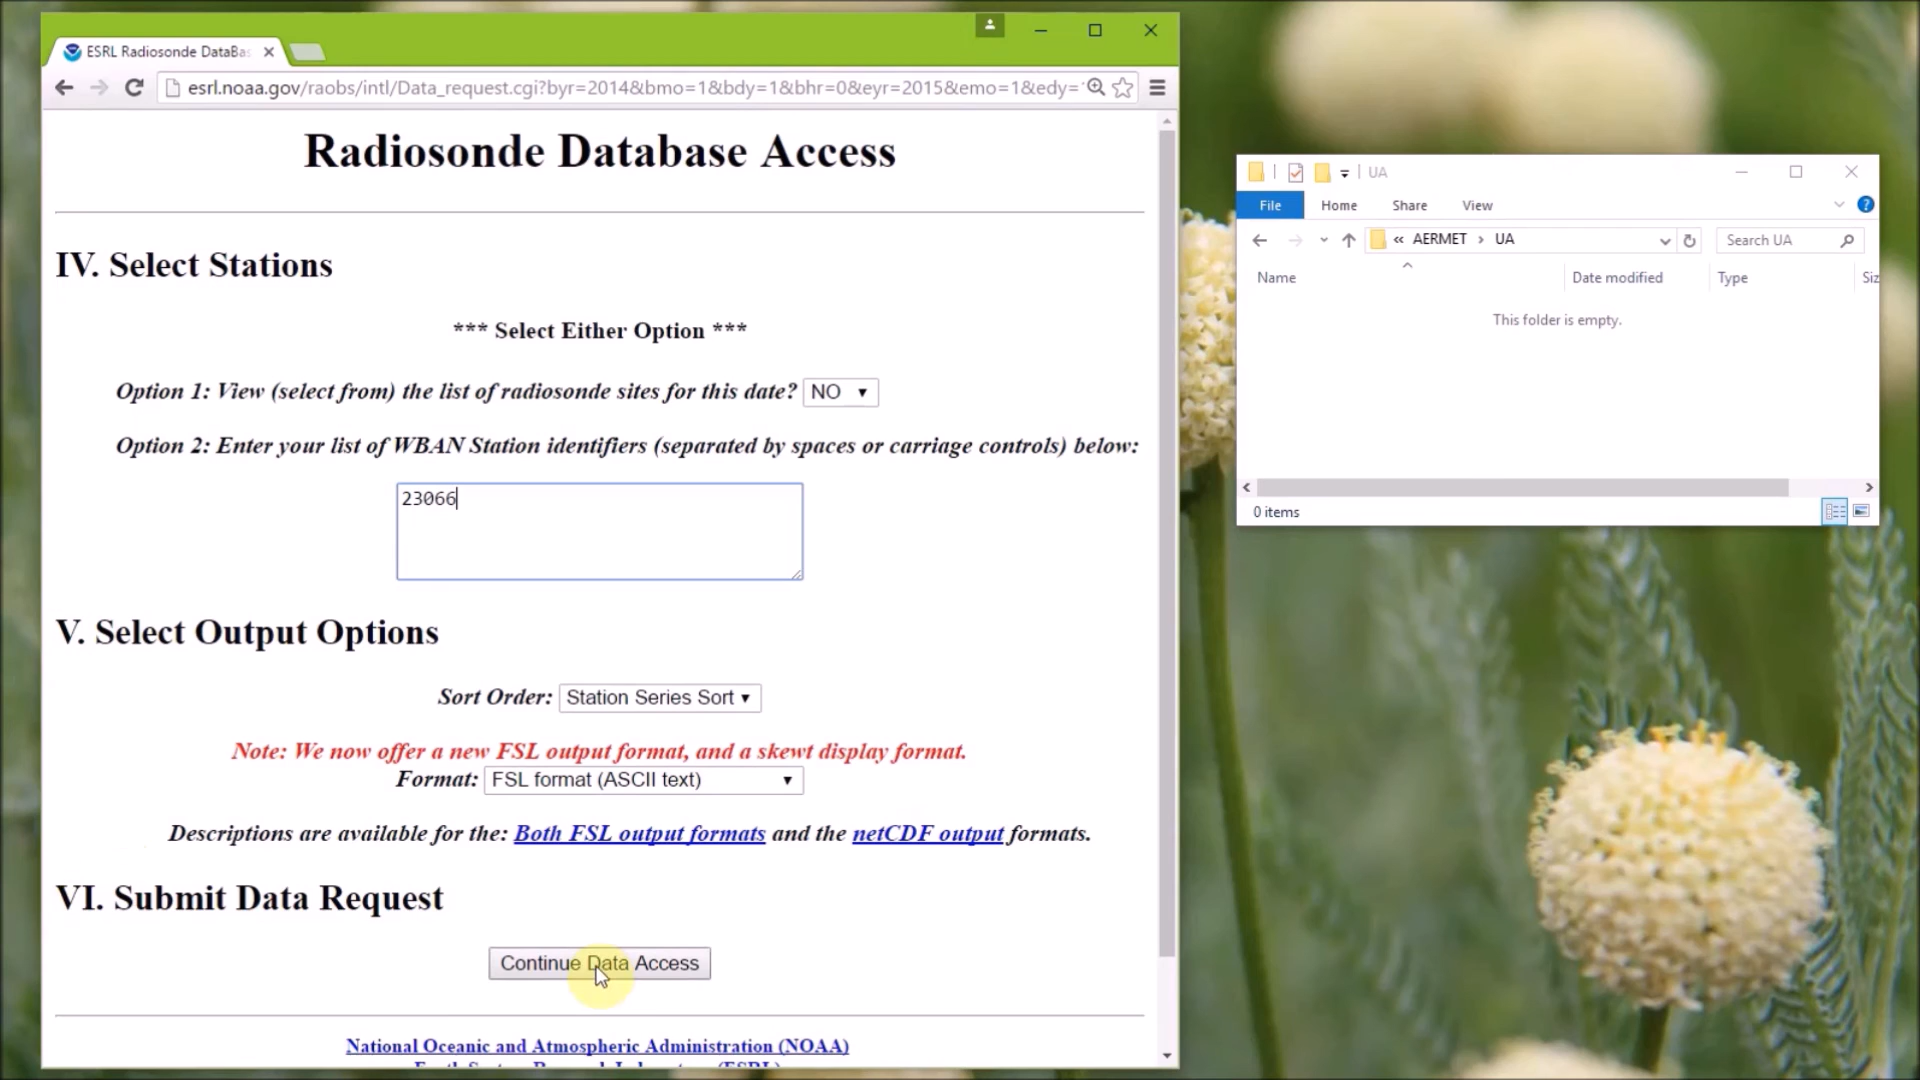 ESRL Radiosonde DataBas
esrl.noaa.gov/raobs/intl/Data_request.cgi?byr=2014&bmo=1&bdy=1&bhr=0&eyr=2015&emo=1&edy=
Radiosonde Database Access
IV. Select Stations
*** Select Either Option ***
Option 1: View (select from) the list of radiosonde sites for this date? NO
Option 2: Enter your list of WBAN Station identifiers (separated by spaces or carriage controls) below:
23066
V. Select Output Options
Sort Order: Station Series Sort
Note: We now offer a new FSL output format, and a skewt display format.
Format: FSL format (ASCII text)
Descriptions are available for the: Both FSL output formats and the netCDF output formats.
VI. Submit Data Request
Continue Data Access
National Oceanic and Atmospheric Administration (NOAA)
UA
File Home Share View
« AERMET › UA Search UA
Name Date modified Type Siz
This folder is empty.
0 items